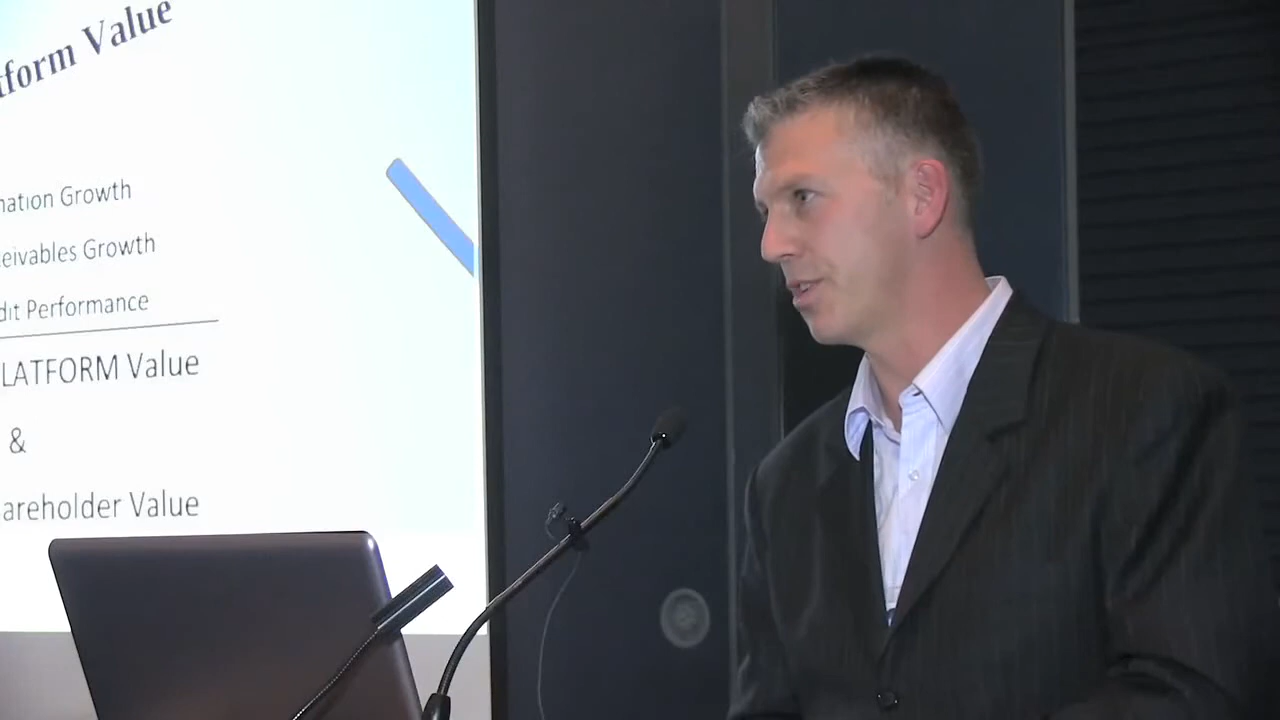 tform Value
nation Growth
eivables Growth
dit Performance
LATFORM Value
&
areholder Value